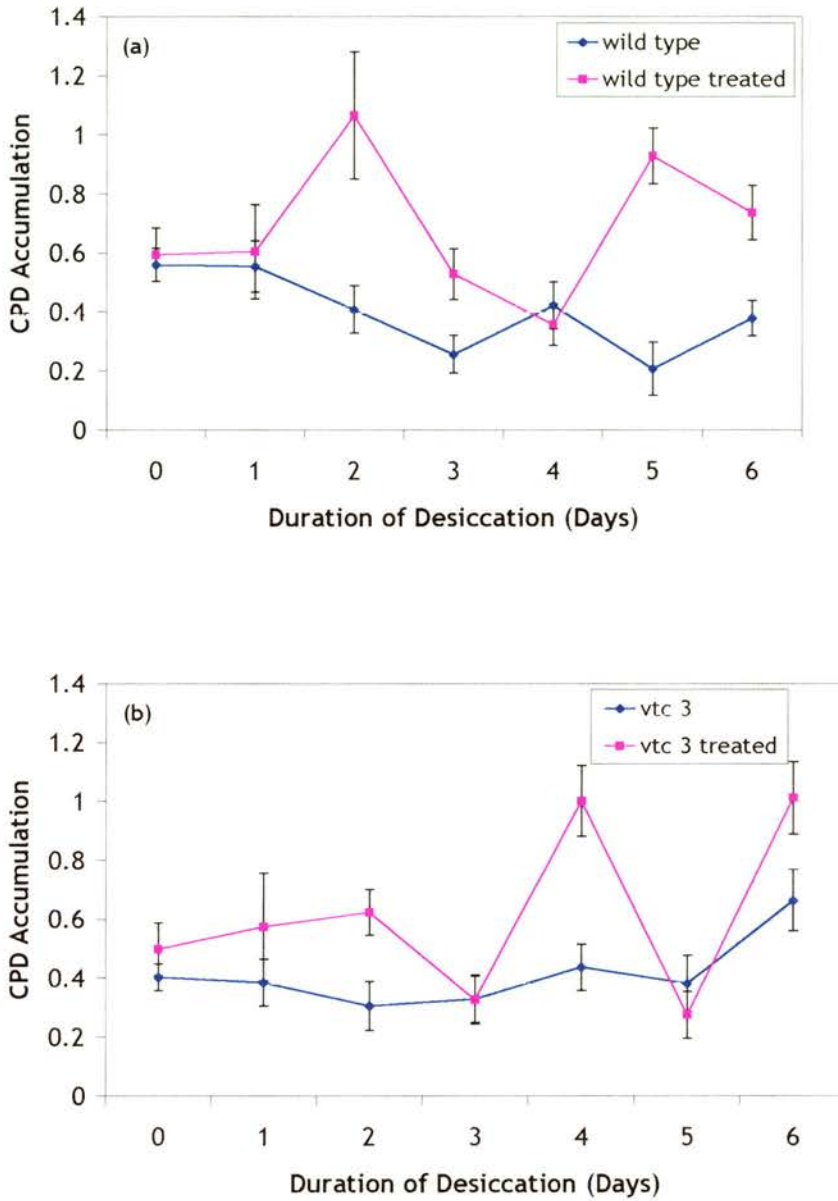 (a)
wild type
wild type treated
CPD Accumulation
1.4
1.2
1
0.8
0.6
0.4
0.2
0
0 1 2 3 4 5 6
Duration of Desiccation (Days)
(b)
vtc 3
vtc 3 treated
CPD Accumulation
1.4
1.2
1
0.8
0.6
0.4
0.2
0
0 1 2 3 4 5 6
Duration of Desiccation (Days)